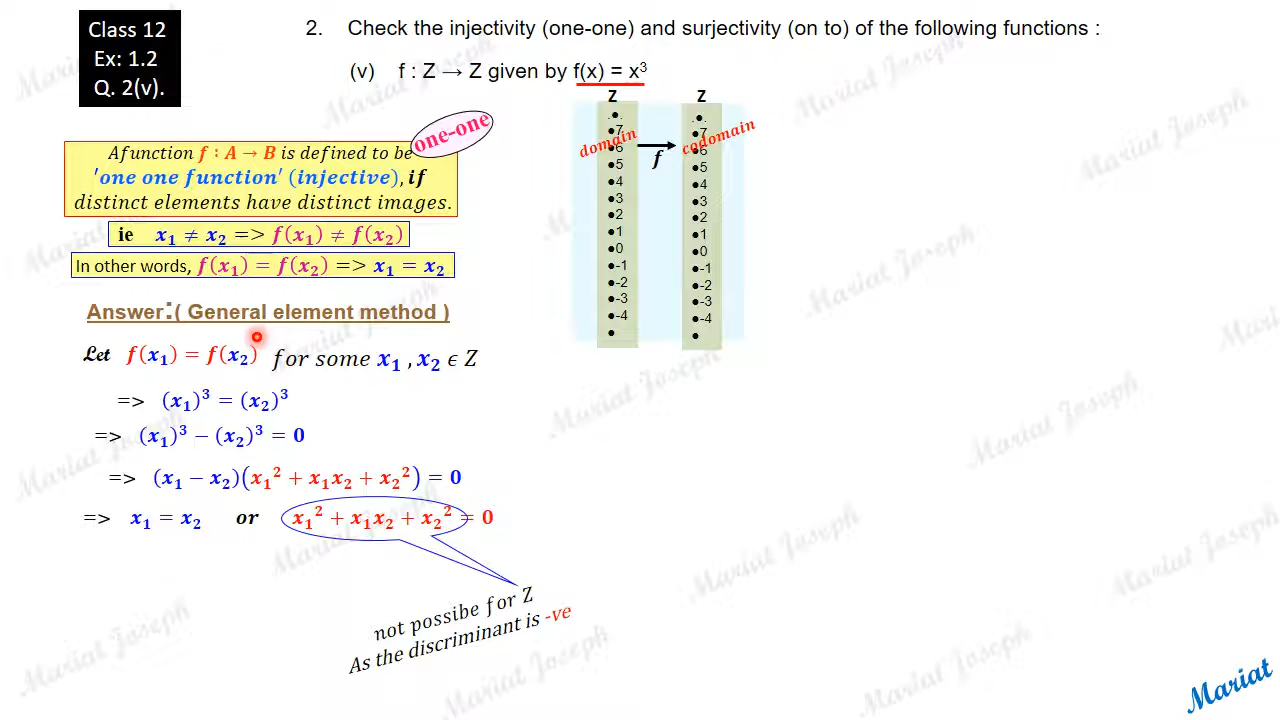 Class 12
Ex: 1.2
Q. 2(v).
2. Check the injectivity (one-one) and surjectivity (on to) of the following functions :
(v) f : Z → Z given by f(x) = x³
one-one
Afunction f : A → B is defined to be
'one one function' (injective), if
distinct elements have distinct images.
ie x₁ ≠ x₂ => f(x₁) ≠ f(x₂)
In other words, f(x₁) = f(x₂) => x₁ = x₂
Answer:( General element method )
Let f(x₁) = f(x₂) for some x₁ , x₂ ϵ Z
=> (x₁)³ = (x₂)³
=> (x₁)³ − (x₂)³ = 0
=> (x₁ − x₂)(x₁² + x₁x₂ + x₂²) = 0
=> x₁ = x₂ or x₁² + x₁x₂ + x₂² = 0
not possibe for Z
As the discriminant is -ve
Z
domain
●7
●6
●5
●4
●3
●2
●1
●0
●-1
●-2
●-3
●-4
f
Z
codomain
●7
●6
●5
●4
●3
●2
●1
●0
●-1
●-2
●-3
●-4
Mariat
Mariat Joseph